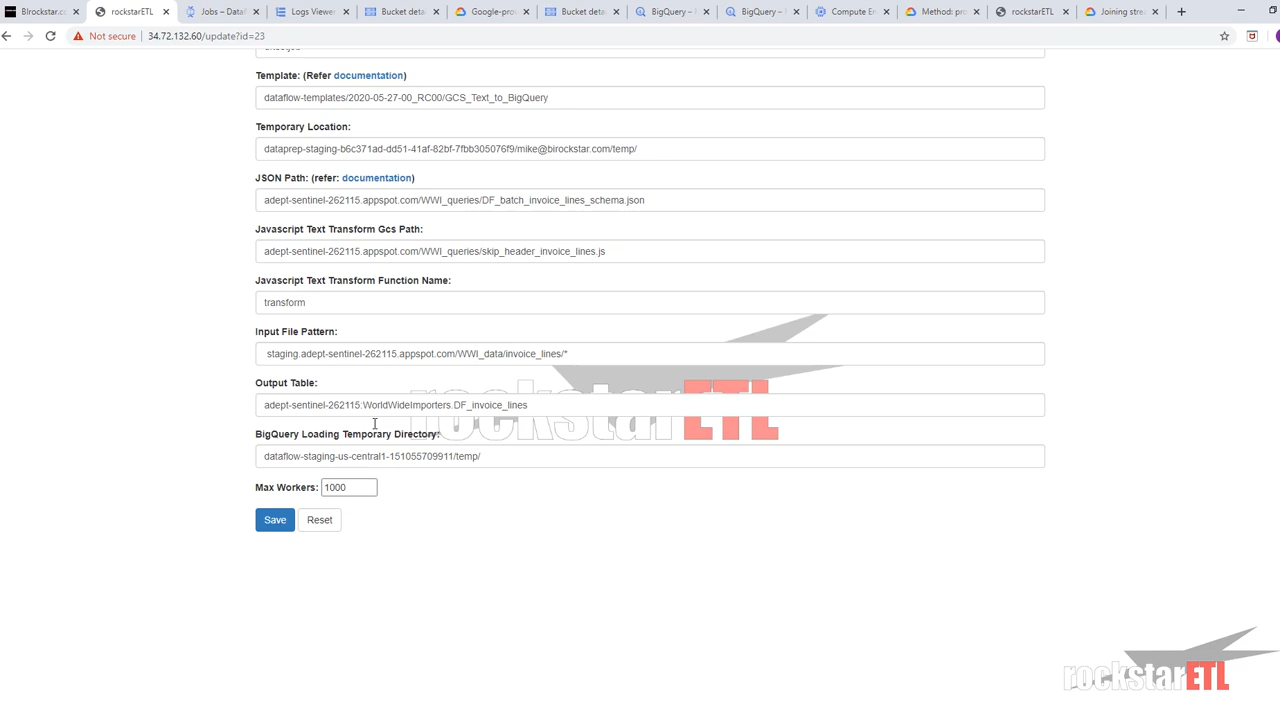 BIrockstar.co
rockstarETL
Jobs – Dataf
Logs Viewer
Bucket deta
Google-prov
Bucket deta
BigQuery –
BigQuery –
Compute En
Method: pro
rockstarETL
Joining stre
Not secure
34.72.132.60/update?id=23
Template: (Refer documentation)
dataflow-templates/2020-05-27-00_RC00/GCS_Text_to_BigQuery
Temporary Location:
dataprep-staging-b6c371ad-dd51-41af-82bf-7fbb305076f9/mike@birockstar.com/temp/
JSON Path: (refer: documentation)
adept-sentinel-262115.appspot.com/WWI_queries/DF_batch_invoice_lines_schema.json
Javascript Text Transform Gcs Path:
adept-sentinel-262115.appspot.com/WWI_queries/skip_header_invoice_lines.js
Javascript Text Transform Function Name:
transform
Input File Pattern:
staging.adept-sentinel-262115.appspot.com/WWI_data/invoice_lines/*
Output Table:
adept-sentinel-262115:WorldWideImporters.DF_invoice_lines
rockstarETL
BigQuery Loading Temporary Directory:
dataflow-staging-us-central1-151055709911/temp/
Max Workers: 1000
Save Reset
rockstarETL